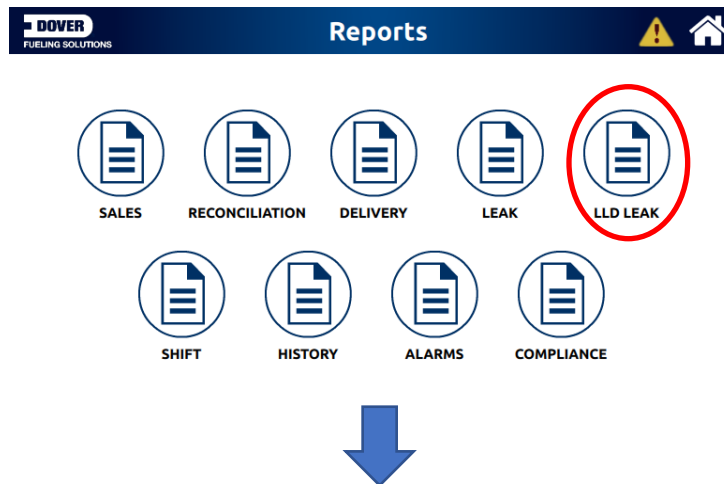 DOVER
FUELING SOLUTIONS
Reports
SALES
RECONCILIATION
DELIVERY
LEAK
LLD LEAK
SHIFT
HISTORY
ALARMS
COMPLIANCE